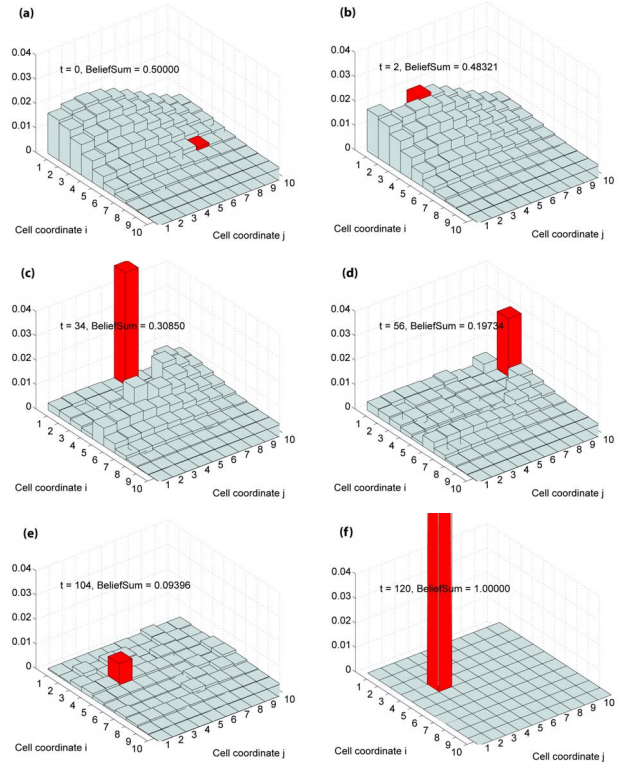 (a)
t = 0, BeliefSum = 0.50000
0.04
0.03
0.02
0.01
0
1 2 3 4 5 6 7 8 9 10
1 2 3 4 5 6 7 8 9 10
Cell coordinate i
Cell coordinate j
(b)
t = 2, BeliefSum = 0.48321
0.04
0.03
0.02
0.01
0
1 2 3 4 5 6 7 8 9 10
1 2 3 4 5 6 7 8 9 10
Cell coordinate i
Cell coordinate j
(c)
0.04
t = 34, BeliefSum = 0.30850
0.03
0.02
0.01
0
1 2 3 4 5 6 7 8 9 10
1 2 3 4 5 6 7 8 9 10
Cell coordinate i
Cell coordinate j
(d)
0.04
t = 56, BeliefSum = 0.19734
0.03
0.02
0.01
0
1 2 3 4 5 6 7 8 9 10
1 2 3 4 5 6 7 8 9 10
Cell coordinate i
Cell coordinate j
(e)
0.04
t = 104, BeliefSum = 0.09396
0.03
0.02
0.01
0
1 2 3 4 5 6 7 8 9 10
1 2 3 4 5 6 7 8 9 10
Cell coordinate i
Cell coordinate j
(f)
0.04
t = 120, BeliefSum = 1.00000
0.03
0.02
0.01
0
1 2 3 4 5 6 7 8 9 10
1 2 3 4 5 6 7 8 9 10
Cell coordinate i
Cell coordinate j